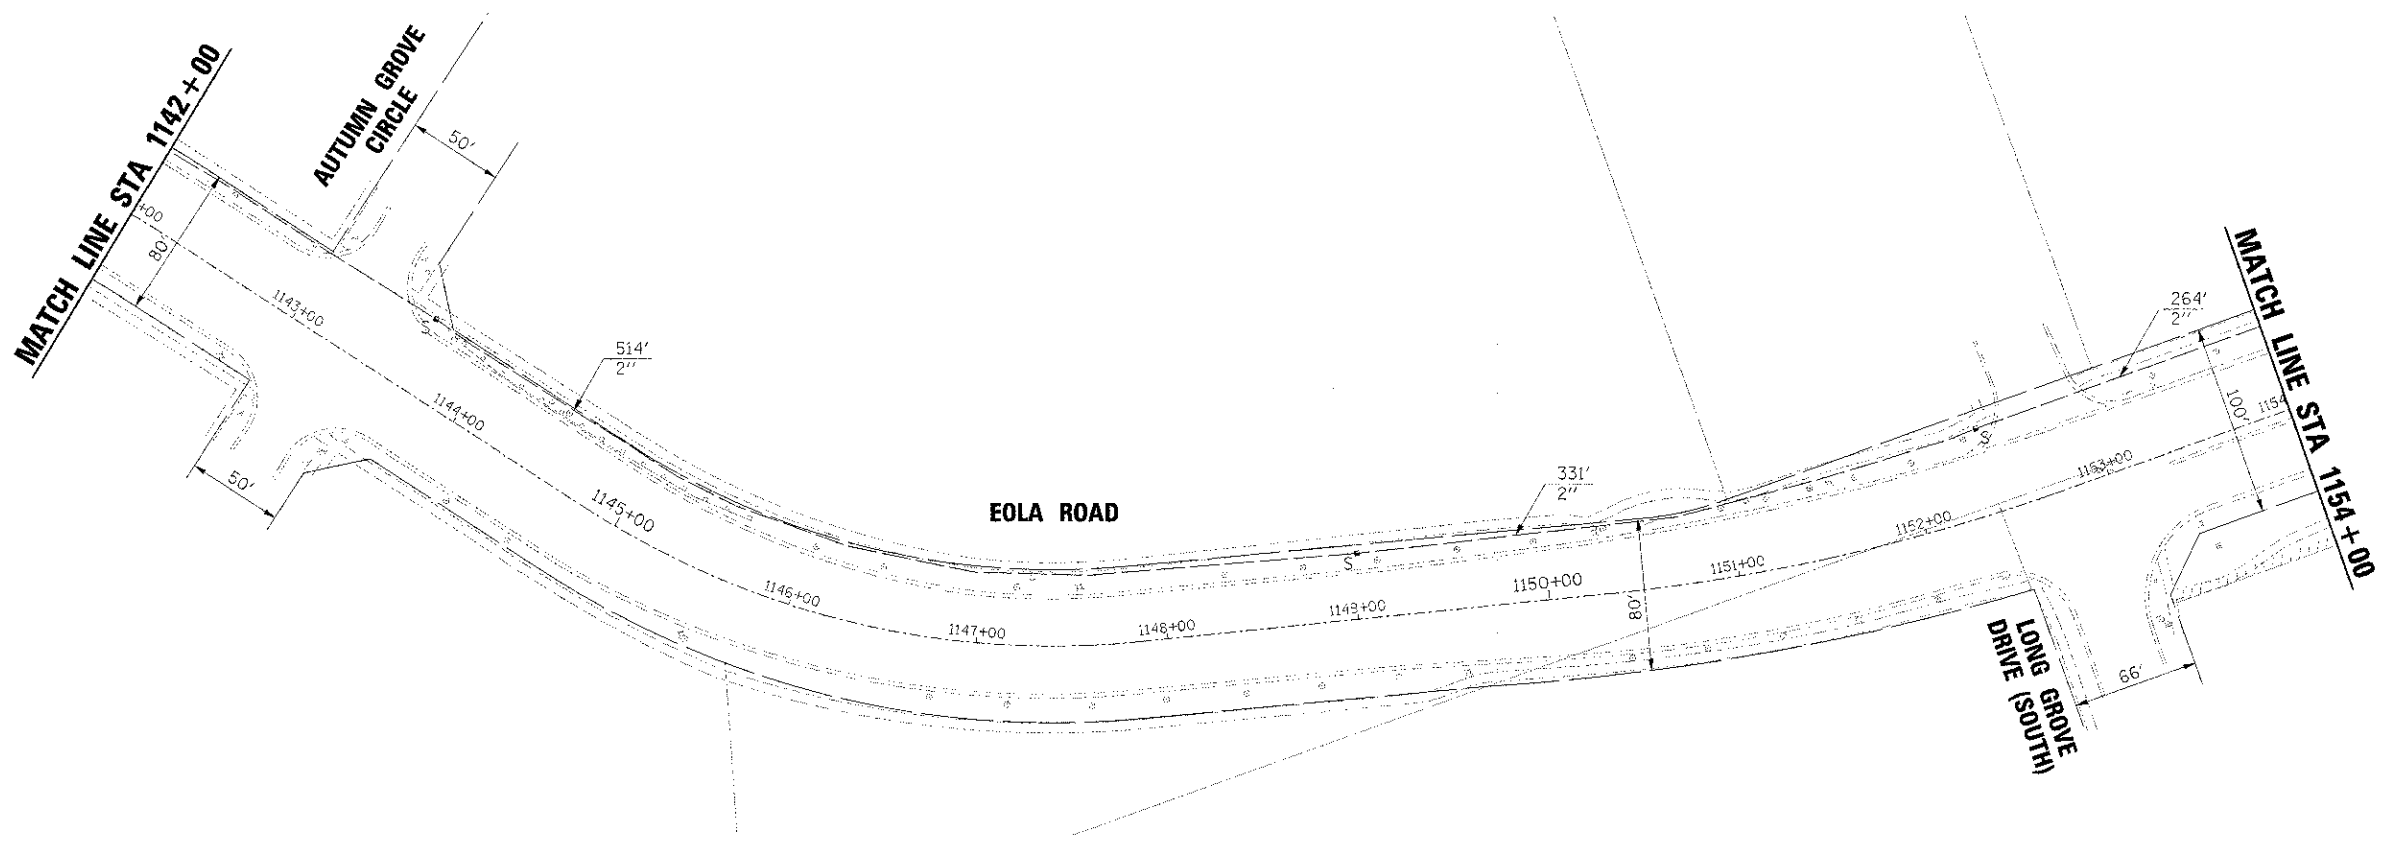 MATCH LINE STA 1142+00
AUTUMN GROVE
CIRCLE
50'
+00
80'
1143+00
S
514'
2''
1144+00
50'
1145+00
EOLA ROAD
1146+00
1147+00
1148+00
1149+00
S
331'
2''
1150+00
80'
1151+00
1152+00
1153+00
S
264'
2''
100'
1154
MATCH LINE STA 1154+00
LONG GROVE
DRIVE (SOUTH)
66'